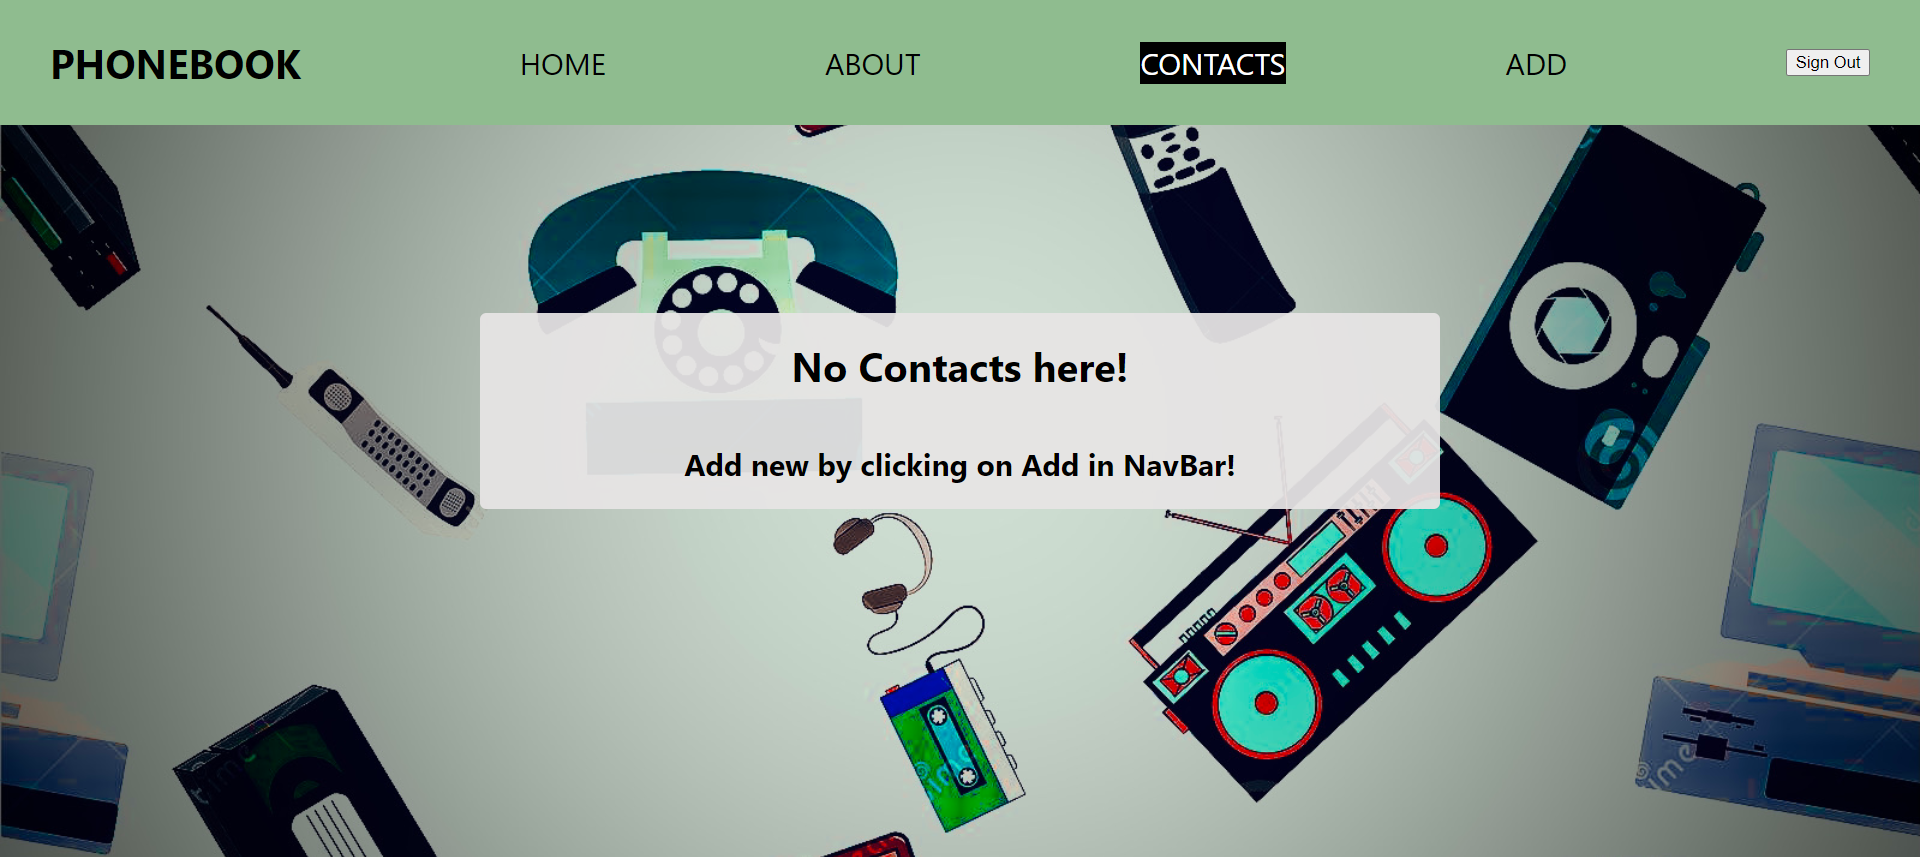 PHONEBOOK HOME ABOUT CONTACTS ADD Sign Out
No Contacts here!
Add new by clicking on Add in NavBar!